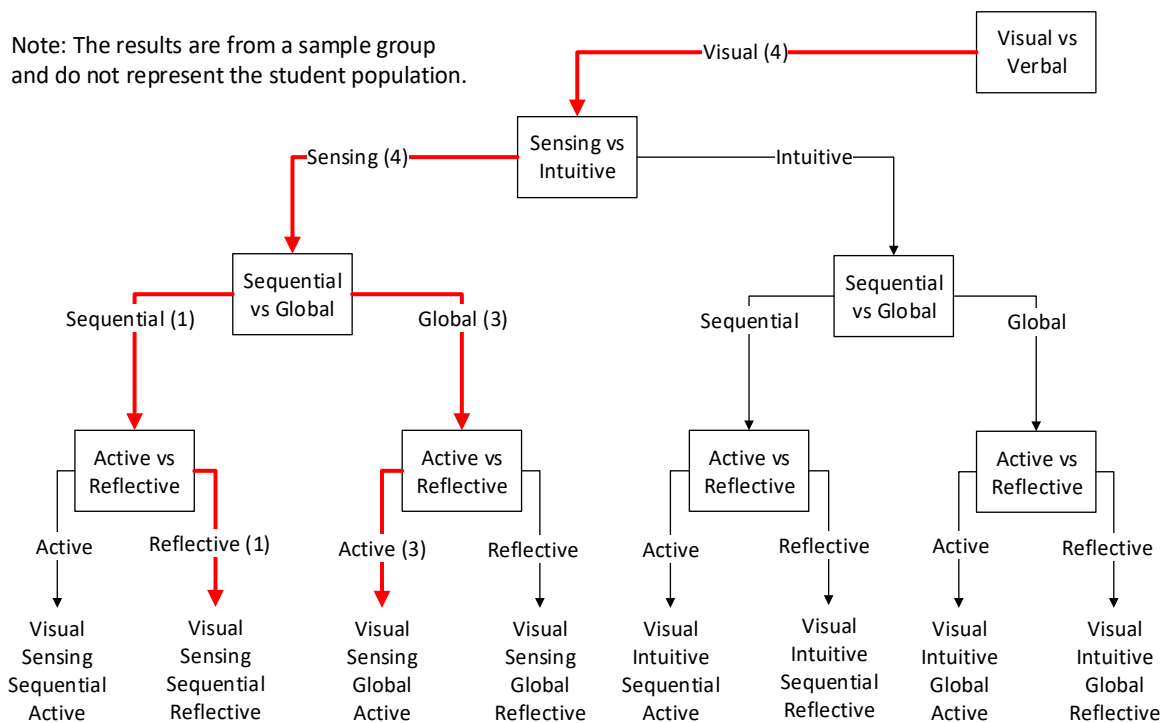 Note: The results are from a sample group
and do not represent the student population.
Visual (4)
Visual vs
Verbal
Sensing (4)
Sensing vs
Intuitive
Intuitive
Sequential (1)
Sequential
vs Global
Global (3)
Sequential
Sequential
vs Global
Global
Active vs
Reflective
Active vs
Reflective
Active vs
Reflective
Active vs
Reflective
Active
Reflective (1)
Active (3)
Reflective
Active
Reflective
Active
Reflective
Visual
Sensing
Sequential
Active
Visual
Sensing
Sequential
Reflective
Visual
Sensing
Global
Active
Visual
Sensing
Global
Reflective
Visual
Intuitive
Sequential
Active
Visual
Intuitive
Sequential
Reflective
Visual
Intuitive
Global
Active
Visual
Intuitive
Global
Reflective